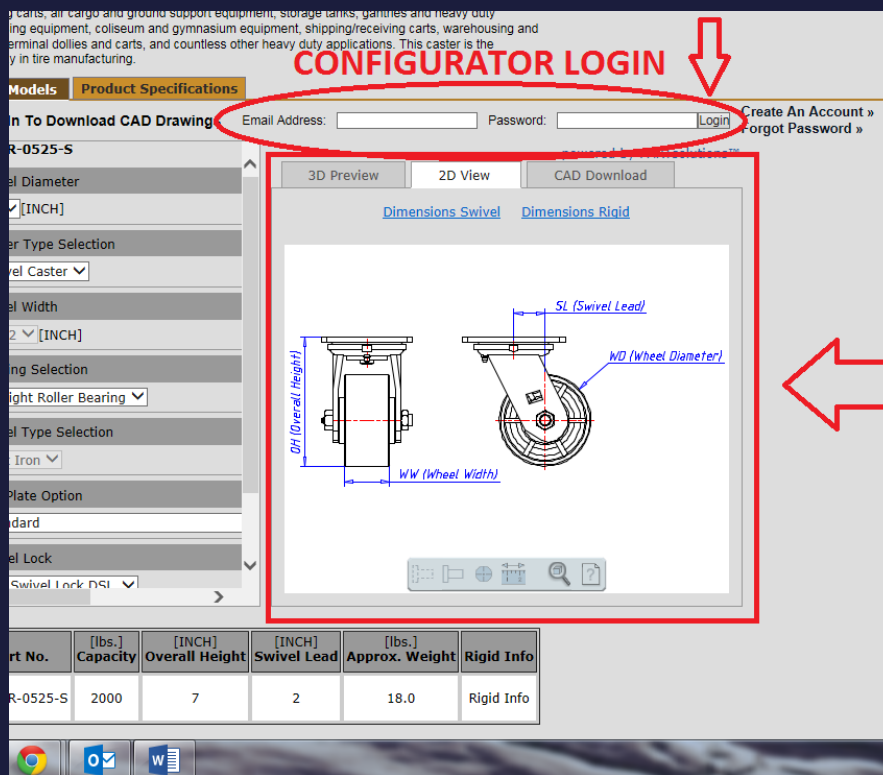 g carts, air cargo and ground support equipment, storage tanks, gantries and heavy duty
ing equipment, coliseum and gymnasium equipment, shipping/receiving carts, warehousing and
erminal dollies and carts, and countless other heavy duty applications. This caster is the
y in tire manufacturing.
CONFIGURATOR LOGIN
Models Product Specifications
In To Download CAD Drawing
Email Address: Password: Login
Create An Account »
Forgot Password »
R-0525-S
powered by
3D Preview 2D View CAD Download
el Diameter
[INCH]
Dimensions Swivel Dimensions Rigid
er Type Selection
vel Caster
el Width
2 [INCH]
ing Selection
ight Roller Bearing
el Type Selection
Iron
Plate Option
ndard
el Lock
Swivel Lock DSL
SL (Swivel Lead)
WD (Wheel Diameter)
OH (Overall Height)
WW (Wheel Width)
rt No. [lbs.] Capacity [INCH] Overall Height [INCH] Swivel Lead [lbs.] Approx. Weight Rigid Info
R-0525-S 2000 7 2 18.0 Rigid Info